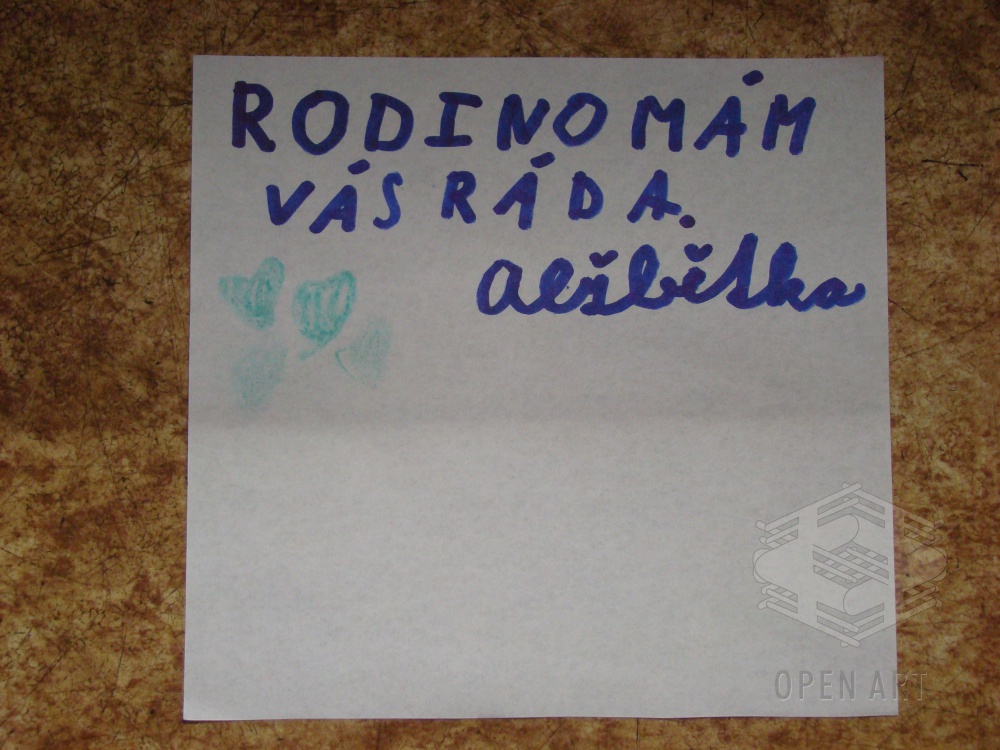 RODINO MÁM
VÁS RÁDA.
Alžbětka
OPEN ART